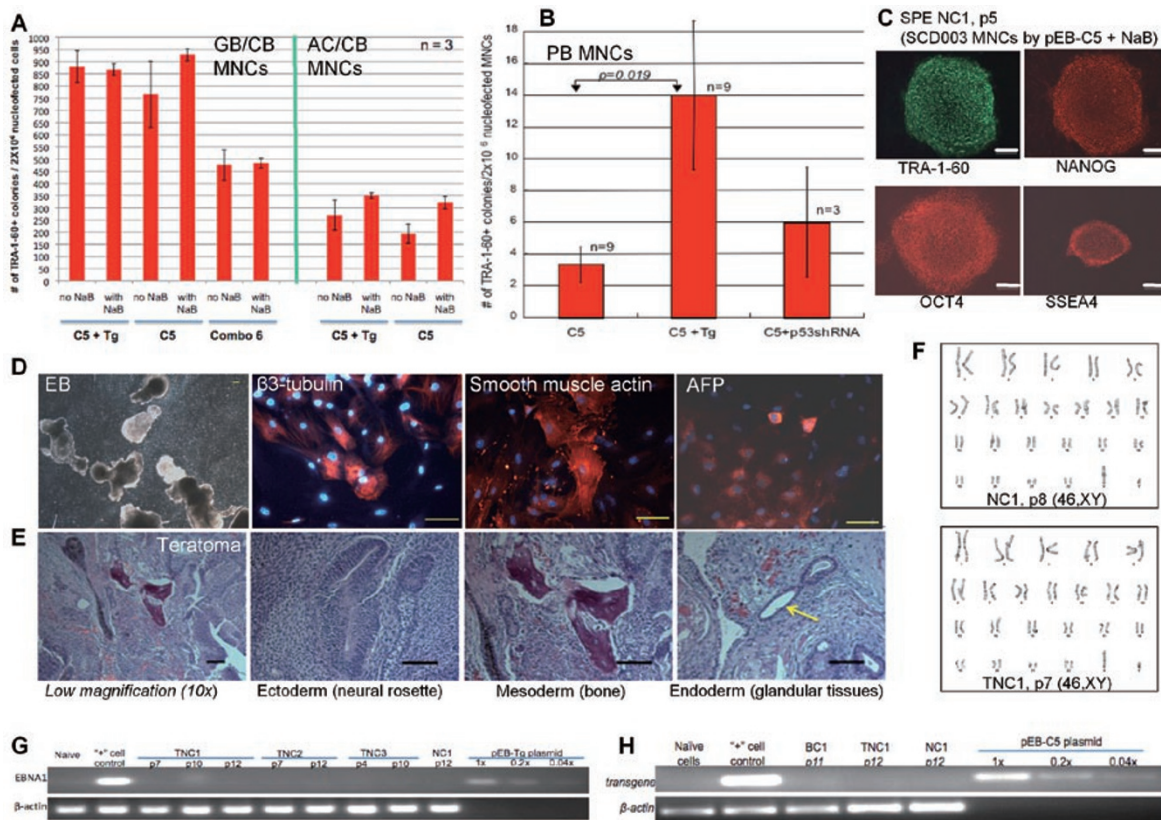 A
# of TRA-1-60+ colonies / 2X10⁶ nucleofected cells
1000
950
900
850
800
750
700
650
600
550
500
450
400
350
300
250
200
150
100
50
0
GB/CB
MNCs
AC/CB
MNCs
n = 3
no NaB
with NaB
no NaB
with NaB
no NaB
with NaB
no NaB
with NaB
no NaB
with NaB
C5 + Tg
C5
Combo 6
C5 + Tg
C5
B
# of TRA-1-60+ colonies/2x10 ⁶ nucleofected MNCs
18
16
14
12
10
8
6
4
2
0
PB MNCs
p=0.019
n=9
n=9
n=3
C5
C5 +Tg
C5+p53shRNA
C
SPE NC1, p5
(SCD003 MNCs by pEB-C5 + NaB)
TRA-1-60
NANOG
OCT4
SSEA4
D
EB
β3-tubulin
Smooth muscle actin
AFP
E
Teratoma
Low magnification (10x)
Ectoderm (neural rosette)
Mesoderm (bone)
Endoderm (glandular tissues)
F
NC1, p8 (46,XY)
TNC1, p7 (46,XY)
G
Naive
"+" cell
control
TNC1
p7 p10 p12
TNC2
p7 p12
TNC3
p4 p10
NC1
p12
pEB-Tg plasmid
1x 0.2x 0.04x
EBNA1
β-actin
H
Naïve
cells
"+" cell
control
BC1
p11
TNC1
p12
NC1
p12
pEB-C5 plasmid
1x 0.2x 0.04x
transgene
β-actin